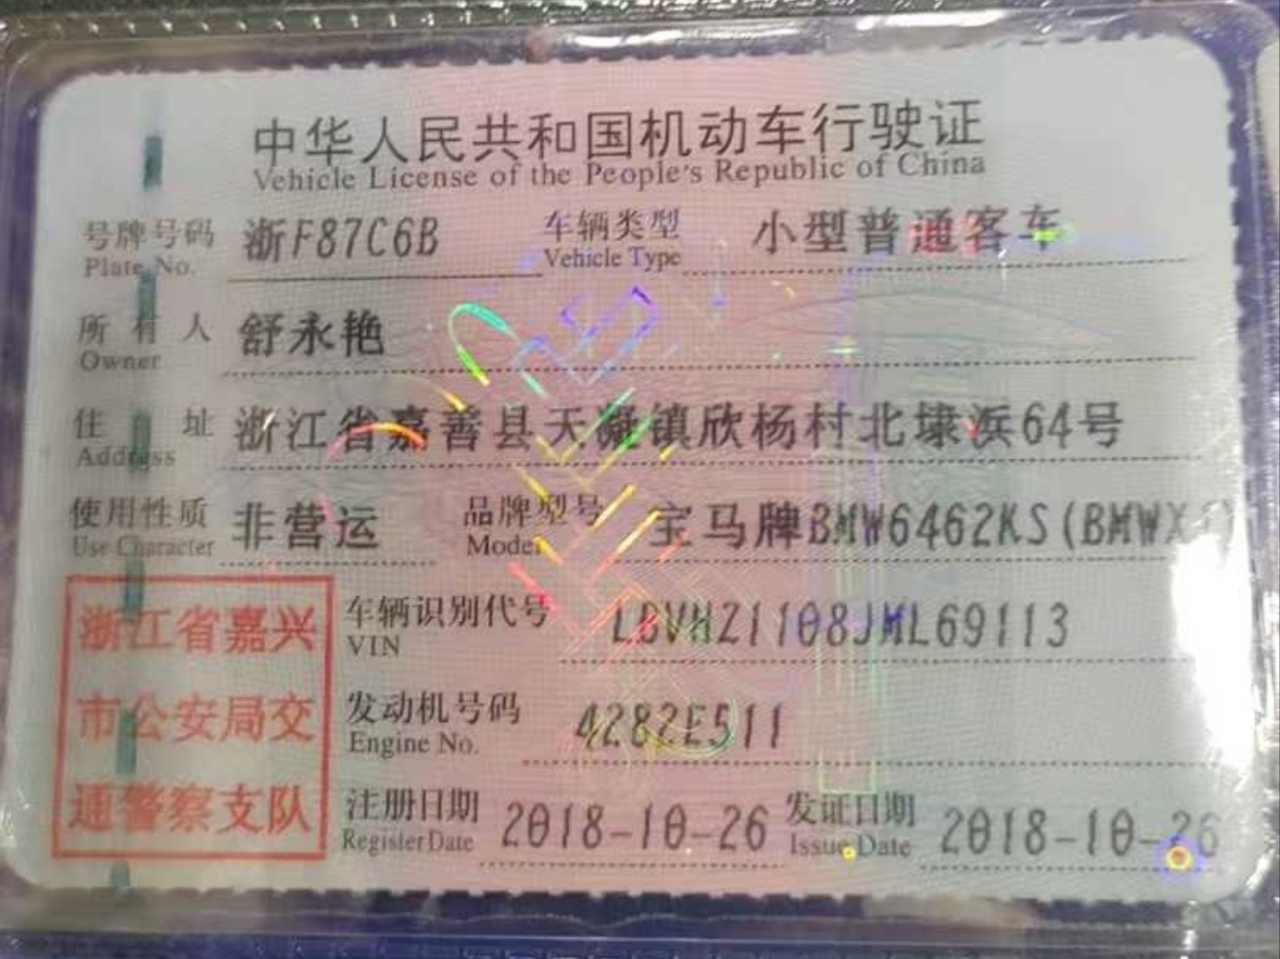 中华人民共和国机动车行驶证
Vehicle License of the People's Republic of China
号牌号码 浙F87C6B 车辆类型 小型普通客车
Plate No. Vehicle Type
所有人 舒永艳
Owner
住址 浙江省嘉善县天凝镇欣杨村北埭浜64号
Address
使用性质 非营运 品牌型号 宝马牌BMW6462KS(BMWX
Use Character Model
浙江省嘉兴
市公安局交
通警察支队
车辆识别代号 LBVHZ1108JML69113
VIN
发动机号码 4282E511
Engine No.
注册日期 2018-10-26 发证日期 2018-10-26
Register Date Issue Date